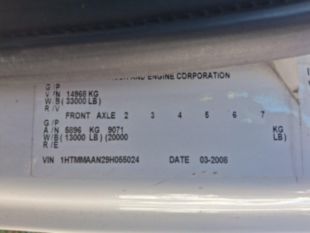 AND ENGINE CORPORATION
G/P
V/N 14968 KG
W/B (33000 LB)
R/V
G/P FRONT AXLE 2 3 4 5 6 7
A/N 5896 KG 9071 KG
W/B (13000 LB) (20000 LB)
R/E
VIN 1HTMMAAN29H055024 DATE 03-2008